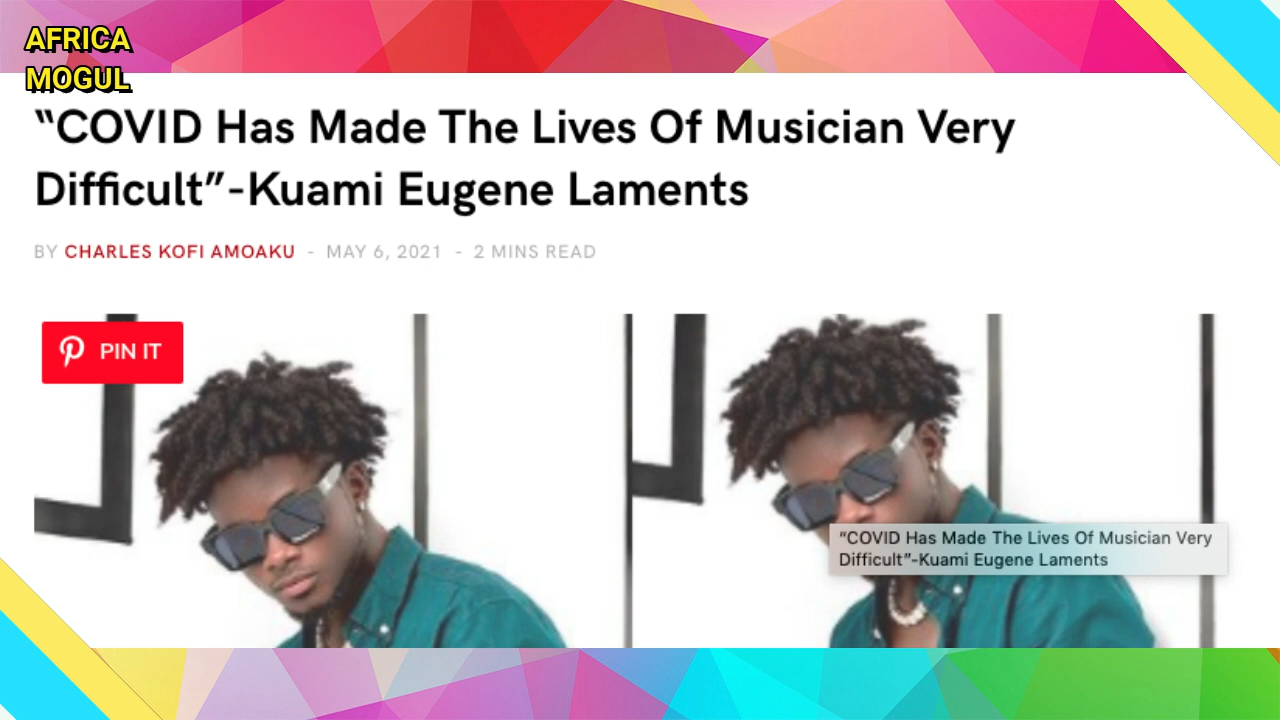 AFRICA
MOGUL
“COVID Has Made The Lives Of Musician Very
Difficult”-Kuami Eugene Laments
BY CHARLES KOFI AMOAKU - MAY 6, 2021 - 2 MINS READ
PIN IT
“COVID Has Made The Lives Of Musician Very
Difficult”-Kuami Eugene Laments